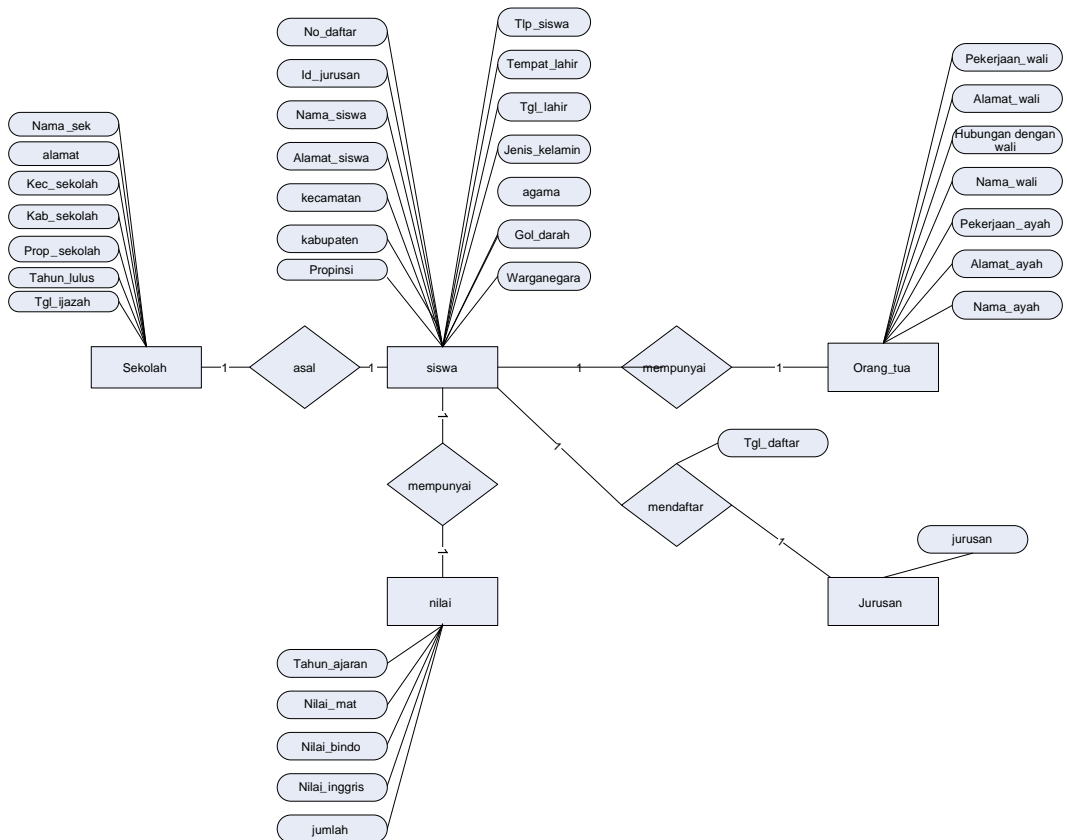 No_daftar
Id_jurusan
Nama_siswa
Alamat_siswa
kecamatan
kabupaten
Propinsi
Tlp_siswa
Tempat_lahir
Tgl_lahir
Jenis_kelamin
agama
Gol_darah
Warganegara
Nama_sek
alamat
Kec_sekolah
Kab_sekolah
Prop_sekolah
Tahun_lulus
Tgl_ijazah
Pekerjaan_wali
Alamat_wali
Hubungan dengan
wali
Nama_wali
Pekerjaan_ayah
Alamat_ayah
Nama_ayah
Sekolah
1
asal
1
siswa
1
mempunyai
1
Orang_tua
1
mempunyai
1
nilai
1
Tgl_daftar
mendaftar
1
jurusan
Jurusan
Tahun_ajaran
Nilai_mat
Nilai_bindo
Nilai_inggris
jumlah